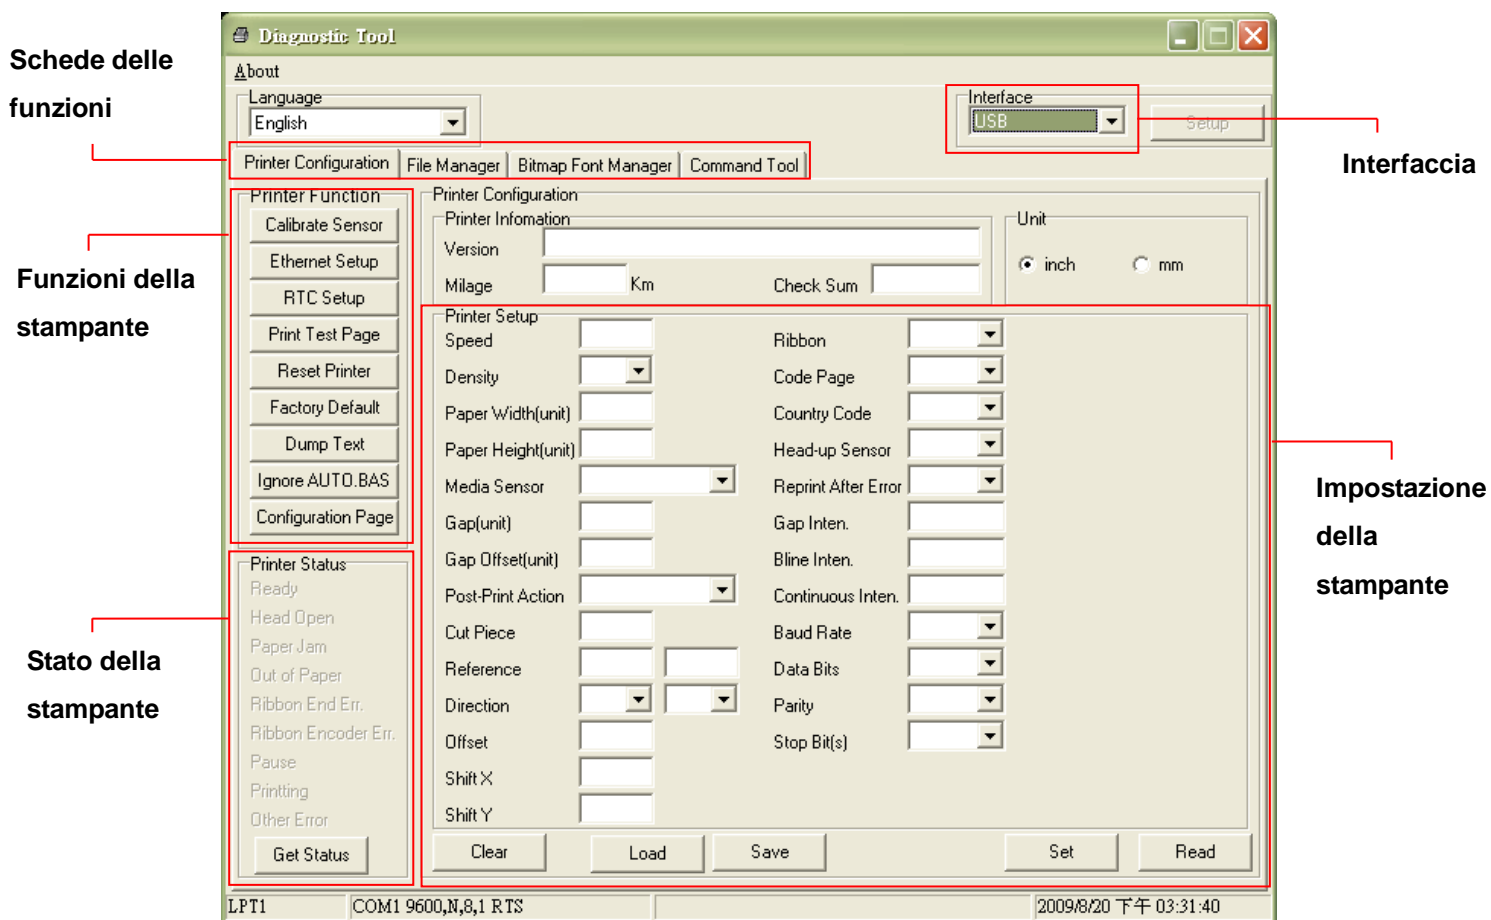 Diagnostic Tool
About
Language
English
Interface
USB
Setup
Printer Configuration
File Manager
Bitmap Font Manager
Command Tool
Printer Function
Calibrate Sensor
Ethernet Setup
RTC Setup
Print Test Page
Reset Printer
Factory Default
Dump Text
Ignore AUTO.BAS
Configuration Page
Printer Status
Ready
Head Open
Paper Jam
Out of Paper
Ribbon End Err.
Ribbon Encoder Err.
Pause
Printting
Other Error
Get Status
Printer Configuration
Printer Infomation
Version
Milage
Km
Check Sum
Unit
inch
mm
Printer Setup
Speed
Density
Paper Width(unit)
Paper Height(unit)
Media Sensor
Gap(unit)
Gap Offset(unit)
Post-Print Action
Cut Piece
Reference
Direction
Offset
Shift X
Shift Y
Ribbon
Code Page
Country Code
Head-up Sensor
Reprint After Error
Gap Inten.
Bline Inten.
Continuous Inten.
Baud Rate
Data Bits
Parity
Stop Bit(s)
Clear
Load
Save
Set
Read
LPT1
COM1 9600,N,8,1 RTS
2009/8/20 下午 03:31:40
Schede delle
funzioni
Funzioni della
stampante
Stato della
stampante
Interfaccia
Impostazione
della
stampante